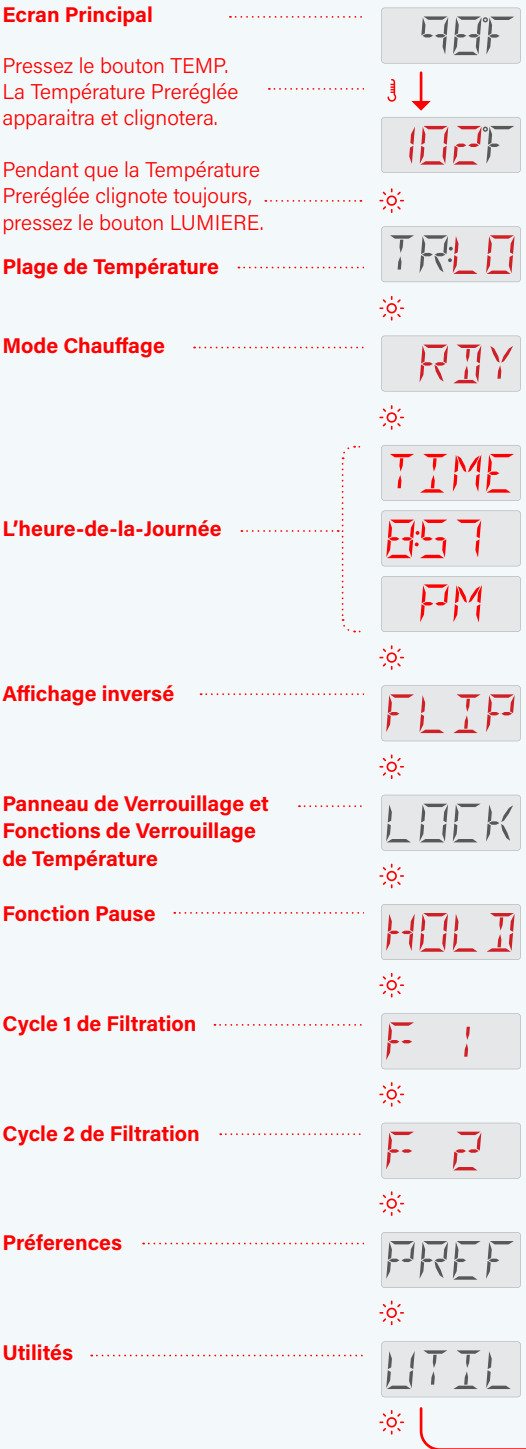 Ecran Principal
98°F
Pressez le bouton TEMP.
La Température Preréglée
apparaitra et clignotera.
102°F
Pendant que la Température
Preréglée clignote toujours,
pressez le bouton LUMIERE.
Plage de Température
TR:LO
Mode Chauffage
RDY
TIME
L'heure-de-la-Journée
8:57
PM
Affichage inversé
FLIP
Panneau de Verrouillage et
Fonctions de Verrouillage
de Température
LOCK
Fonction Pause
HOLD
Cycle 1 de Filtration
F 1
Cycle 2 de Filtration
F 2
Préferences
PREF
Utilités
UTIL